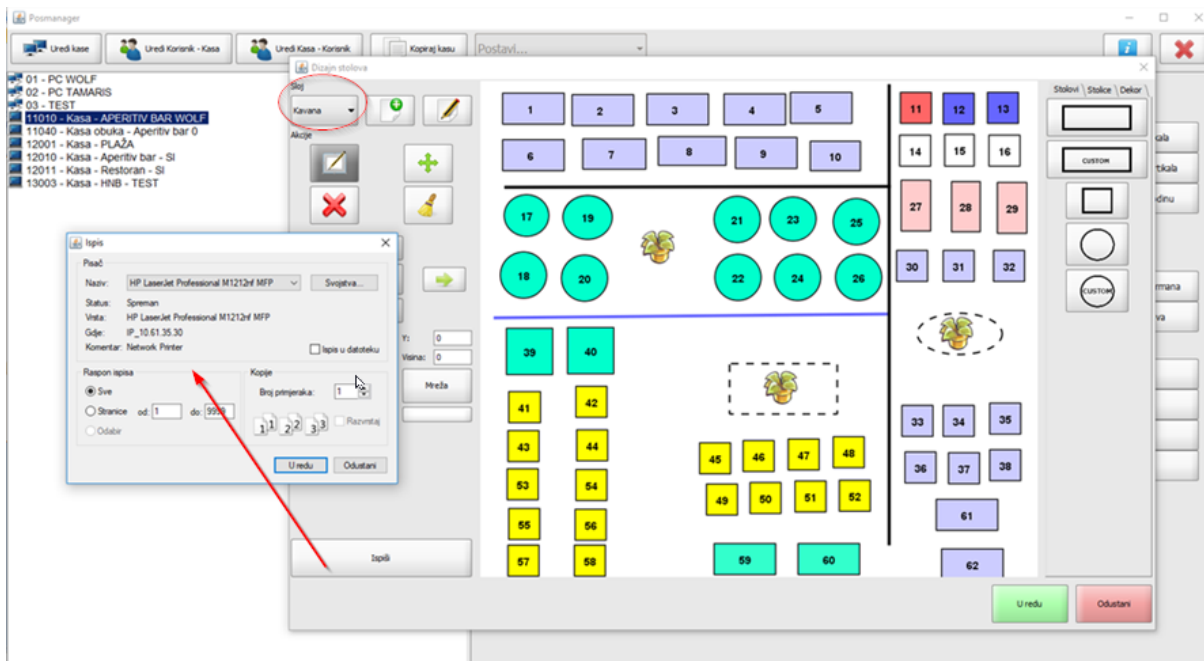 Posmanager
Uredi kase
Uredi Korisnik - Kasa
Uredi Kasa - Korisnik
Kopiraj kasu
Postavi...
01 - PC WOLF
02 - PC TAMARIS
03 - TEST
11010 - Kasa - APERITIV BAR WOLF
11040 - Kasa obuka - Aperitiv bar 0
12001 - Kasa - PLAŽA
12010 - Kasa - Aperitiv bar - SI
12011 - Kasa - Restoran - SI
13003 - Kasa - HNB - TEST
Dizajn stolova
Sloj
Kavana
Akcije
Y: 0
Visina: 0
Mreža
Ispiši
Ispis
Pisač
Naziv: HP LaserJet Professional M1212nf MFP
Svojstva...
Status: Spreman
Vrsta: HP LaserJet Professional M1212nf MFP
Gdje: IP_10.61.35.30
Komentar: Network Printer
Ispis u datoteku
Raspon ispisa
Sve
Stranice od: 1 do: 9999
Odabir
Kopije
Broj primjeraka: 1
1 1 2 2 3 3
Razvrstaj
U redu
Odustani
1 2 3 4 5
6 7 8 9 10
11 12 13
14 15 16
17 19 21 23 25
18 20 22 24 26
27 28 29
30 31 32
39 40
41 42
43 44
53 54
55 56
57 58
45 46 47 48
49 50 51 52
59 60
33 34 35
36 37 38
61
62
Stolovi Stolice Dekor
CUSTOM
CUSTOM
U redu
Odustani